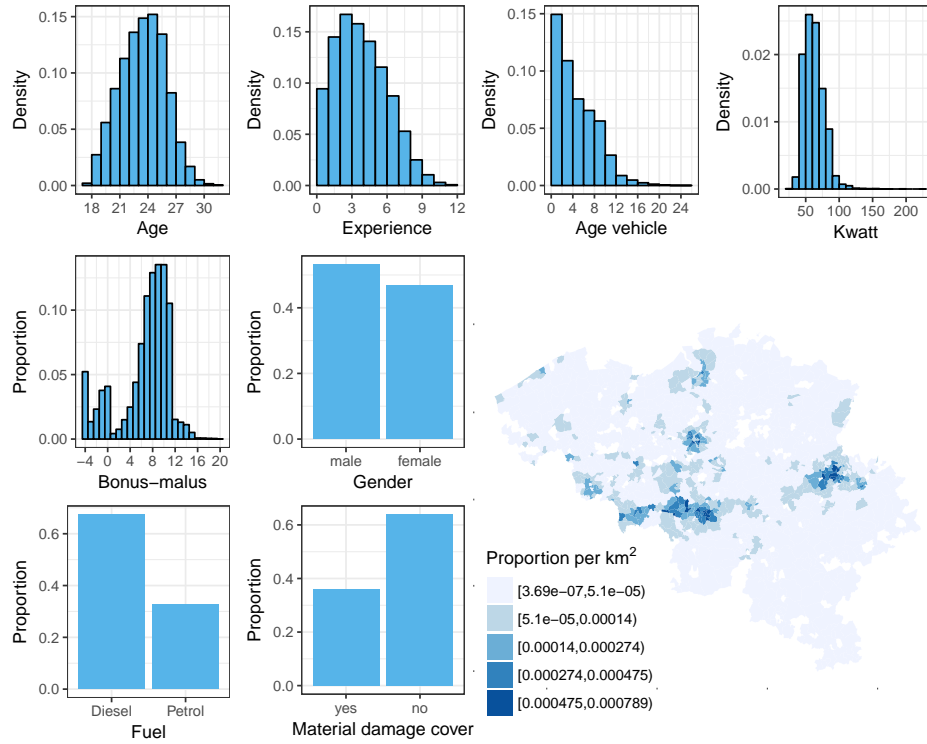 Density
0.15
0.10
0.05
0.00
18 21 24 27 30
Age
Density
0.15
0.10
0.05
0.00
0 3 6 9 12
Experience
Density
0.15
0.10
0.05
0.00
0 4 8 12 16 20 24
Age vehicle
Density
0.02
0.01
0.00
50 100 150 200
Kwatt
Proportion
0.10
0.05
0.00
−4 0 4 8 12 16 20
Bonus−malus
Proportion
0.4
0.2
0.0
male female
Gender
Proportion
0.6
0.4
0.2
0.0
Diesel Petrol
Fuel
Proportion
0.6
0.4
0.2
0.0
yes no
Material damage cover
Proportion per km²
[3.69e−07,5.1e−05)
[5.1e−05,0.00014)
[0.00014,0.000274)
[0.000274,0.000475)
[0.000475,0.000789)